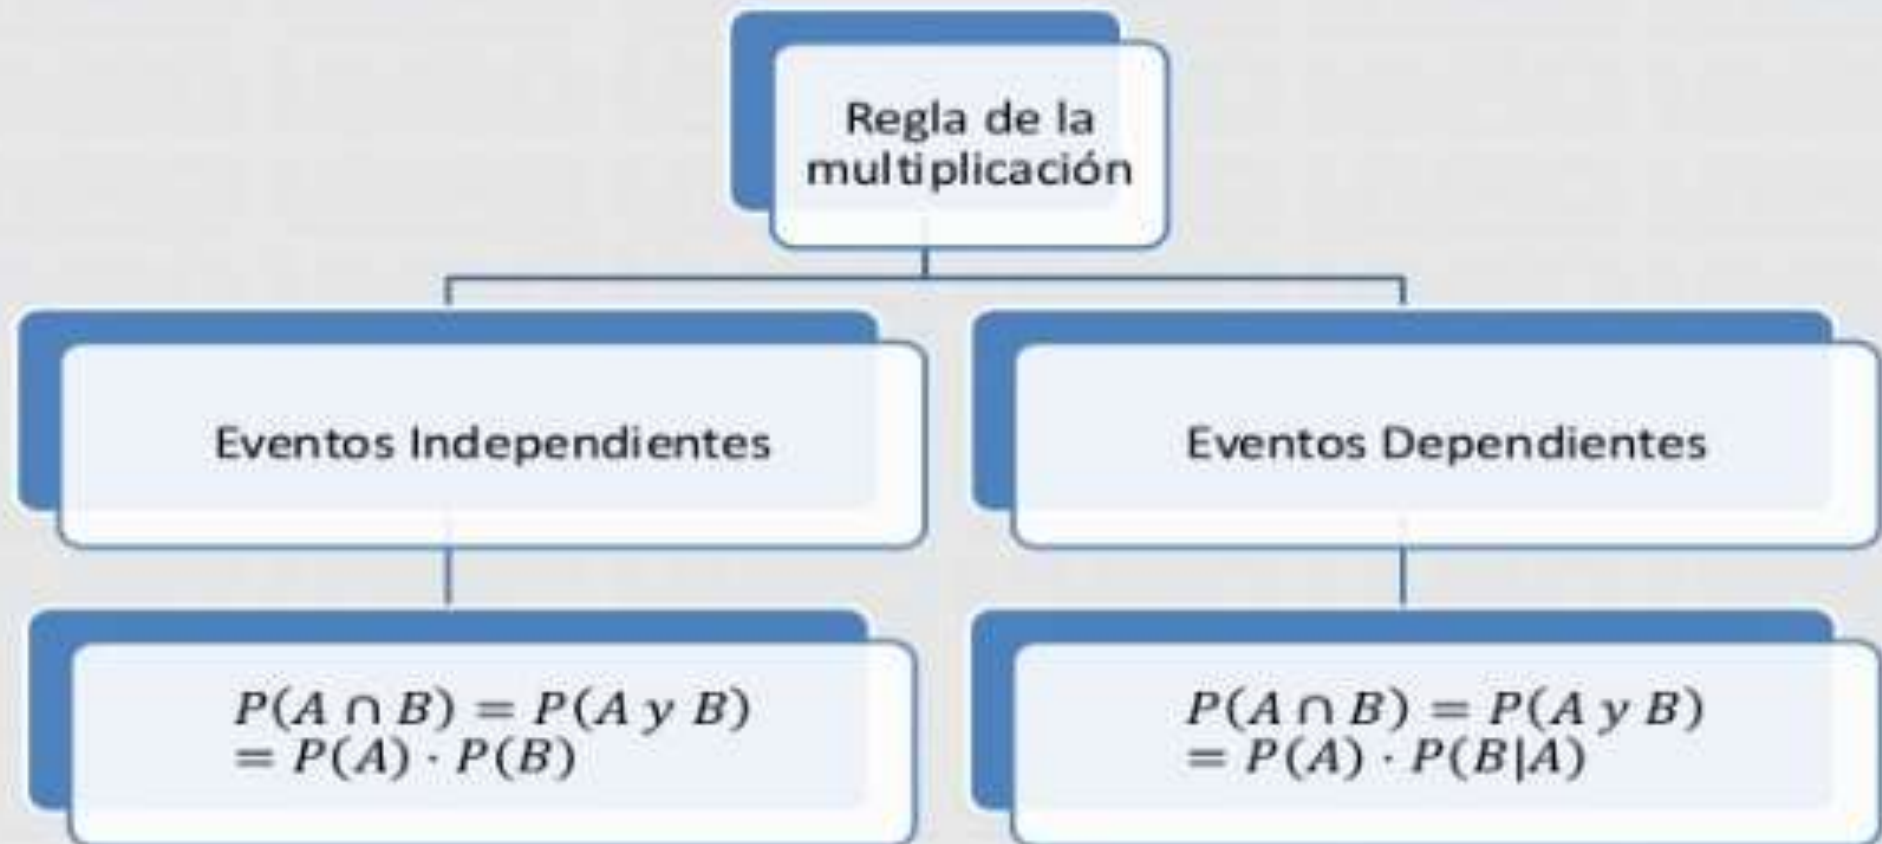 Regla de la
multiplicación
Eventos Independientes
Eventos Dependientes
P(A ∩ B) = P(A y B)
= P(A) · P(B)
P(A ∩ B) = P(A y B)
= P(A) · P(B|A)